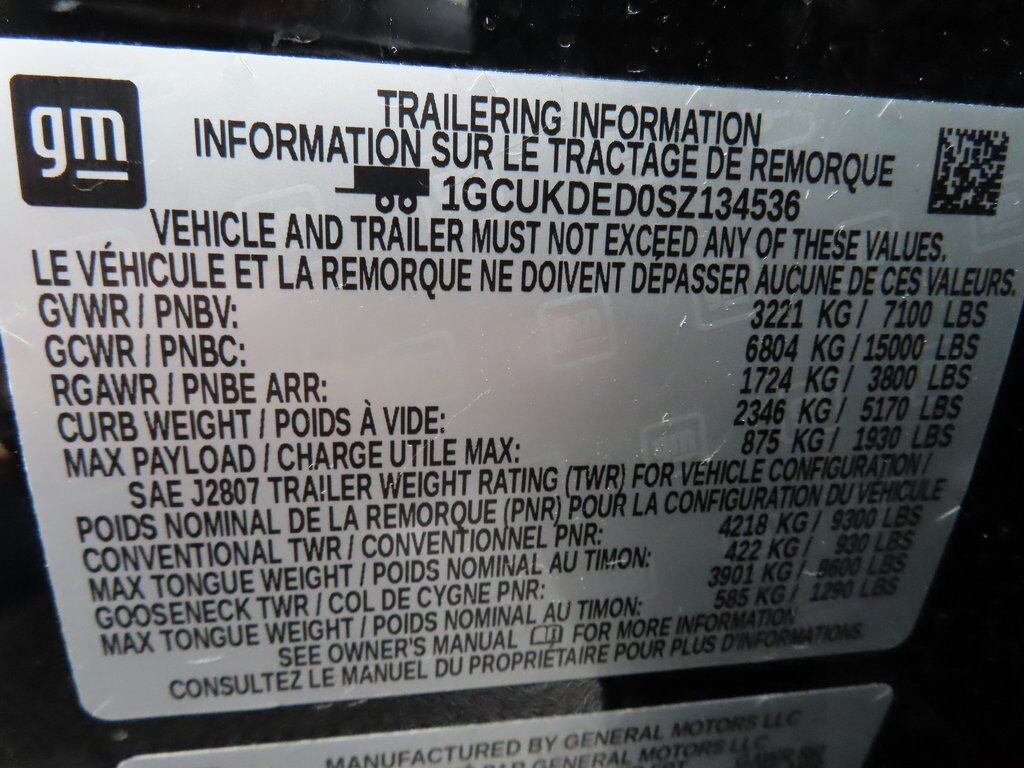 gm
TRAILERING INFORMATION
INFORMATION SUR LE TRACTAGE DE REMORQUE
1GCUKDED0SZ134536
VEHICLE AND TRAILER MUST NOT EXCEED ANY OF THESE VALUES.
LE VÉHICULE ET LA REMORQUE NE DOIVENT DÉPASSER AUCUNE DE CES VALEURS.
GVWR / PNBV: 3221 KG / 7100 LBS
GCWR / PNBC: 6804 KG / 15000 LBS
RGAWR / PNBE ARR: 1724 KG / 3800 LBS
CURB WEIGHT / POIDS À VIDE: 2346 KG / 5170 LBS
MAX PAYLOAD / CHARGE UTILE MAX: 875 KG / 1930 LBS
SAE J2807 TRAILER WEIGHT RATING (TWR) FOR VEHICLE CONFIGURATION /
POIDS NOMINAL DE LA REMORQUE (PNR) POUR LA CONFIGURATION DU VÉHICULE
CONVENTIONAL TWR / CONVENTIONNEL PNR: 4218 KG / 9300 LBS
MAX TONGUE WEIGHT / POIDS NOMINAL AU TIMON: 422 KG / 930 LBS
GOOSENECK TWR / COL DE CYGNE PNR: 3901 KG / 8600 LBS
MAX TONGUE WEIGHT / POIDS NOMINAL AU TIMON: 585 KG / 1290 LBS
SEE OWNER'S MANUAL FOR MORE INFORMATION
CONSULTEZ LE MANUEL DU PROPRIÉTAIRE POUR PLUS D'INFORMATIONS.
MANUFACTURED BY GENERAL MOTORS LLC
PAR GENERAL MOTORS LLC